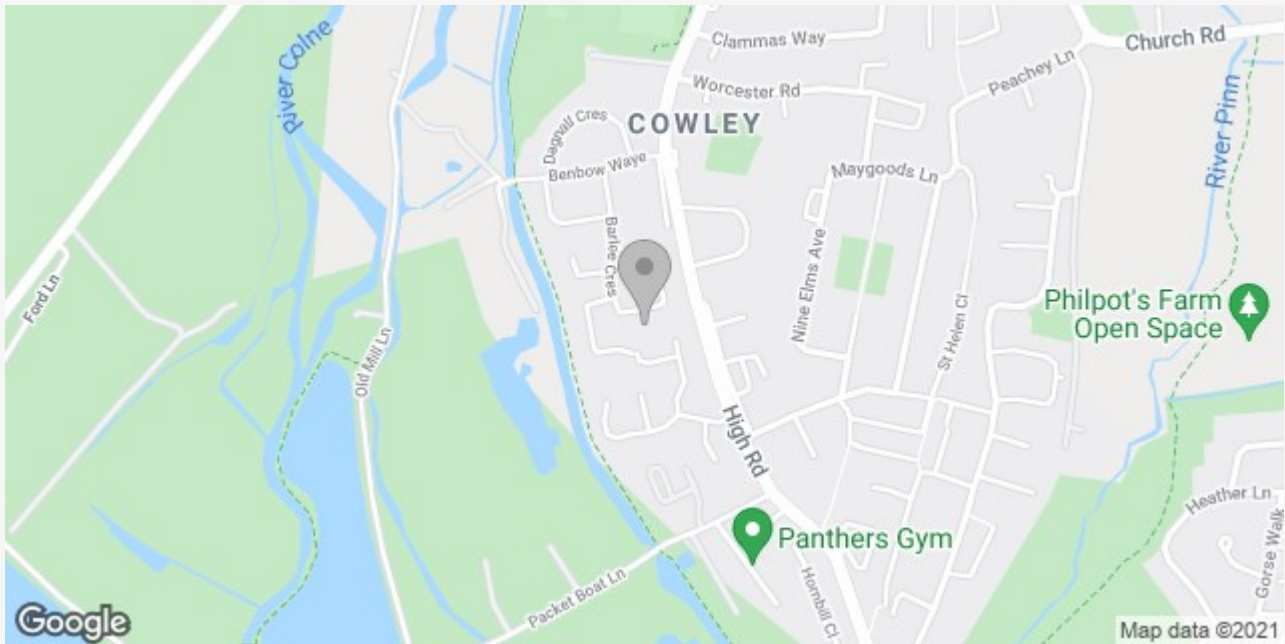 River Colne
Clammas Way
Church Rd
Worcester Rd
Peachey Ln
COWLEY
Dagnall Cres
Benbow Waye
Maygoods Ln
River Pinn
Barlee Cres
Nine Elms Ave
Ford Ln
Philpot's Farm
Open Space
St Helen Cl
Old Mill Ln
High Rd
Heather Ln
Gorse Walk
Panthers Gym
Packet Boat Ln
Hornbill Cl
Google
Map data ©2021